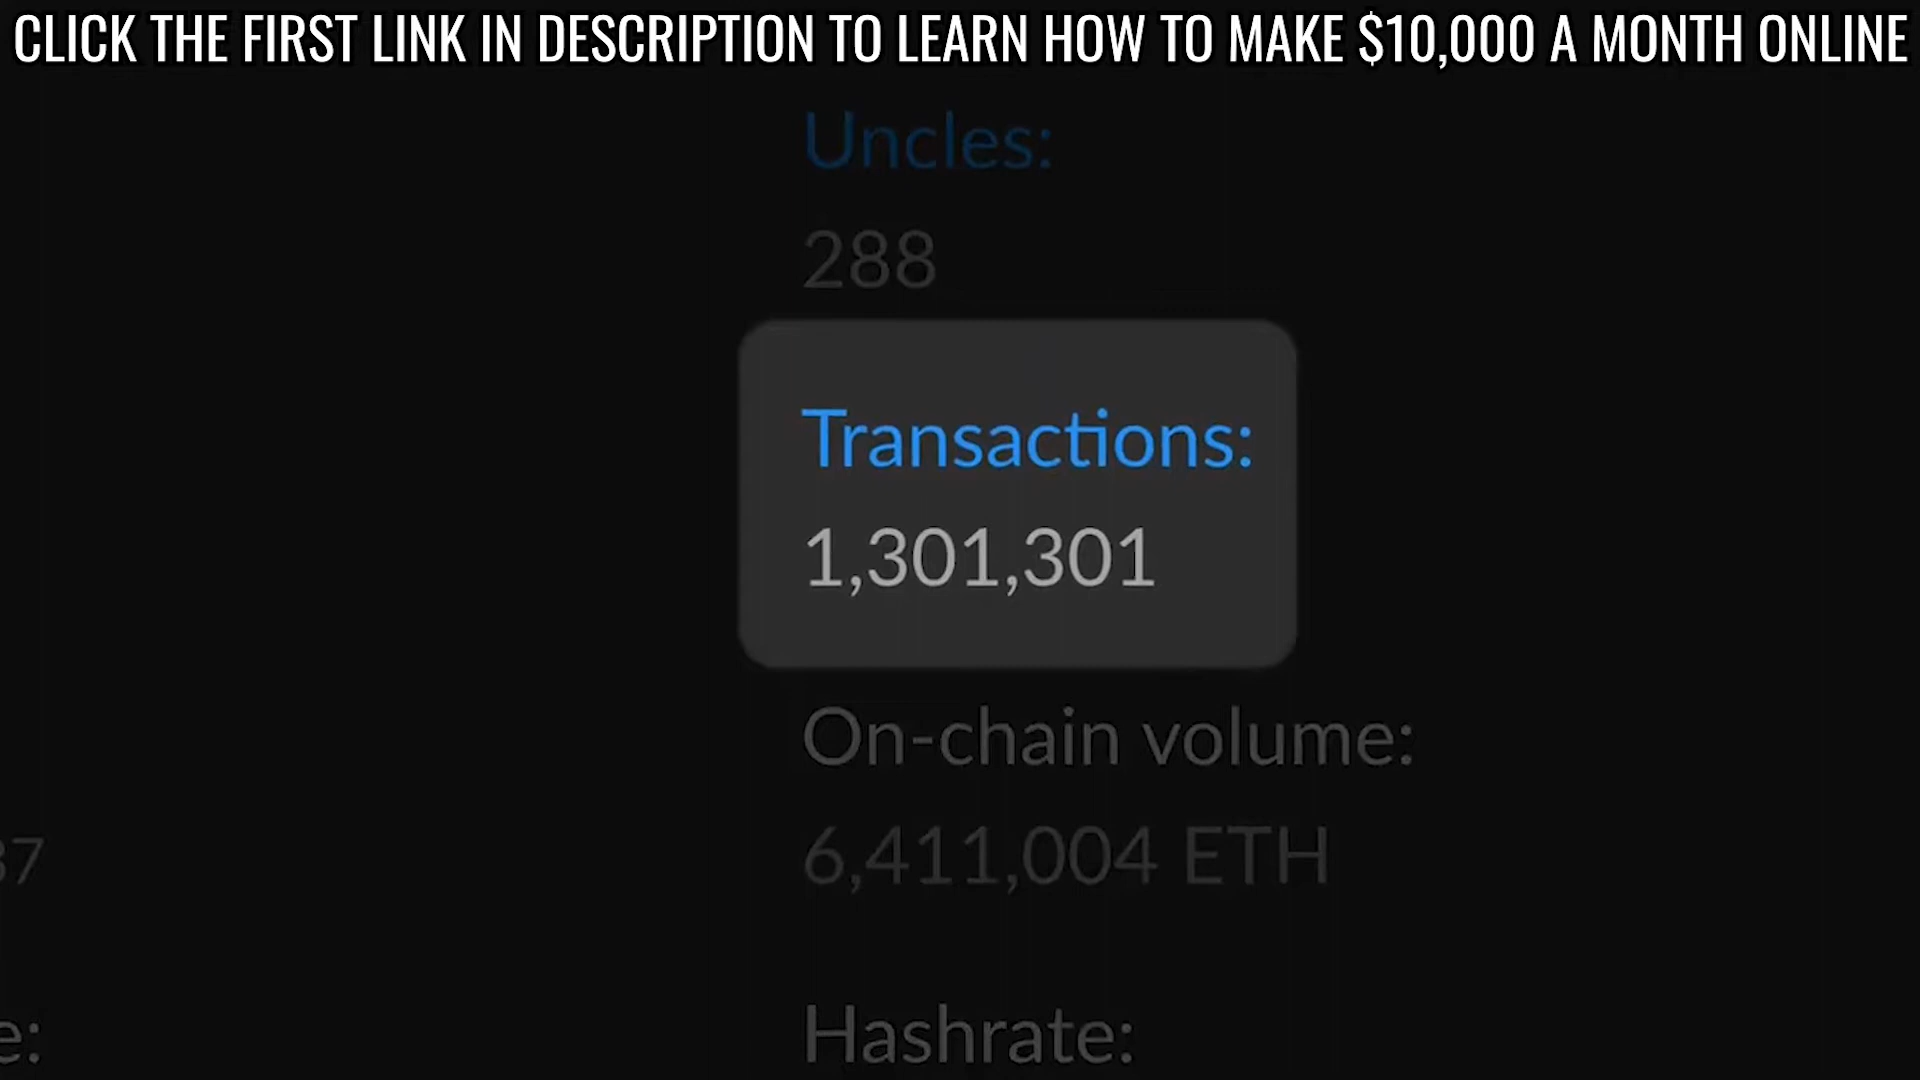 CLICK THE FIRST LINK IN DESCRIPTION TO LEARN HOW TO MAKE $10,000 A MONTH ONLINE
Uncles:
288
Transactions:
1,301,301
On-chain volume:
37
6,411,004 ETH
e:
Hashrate: